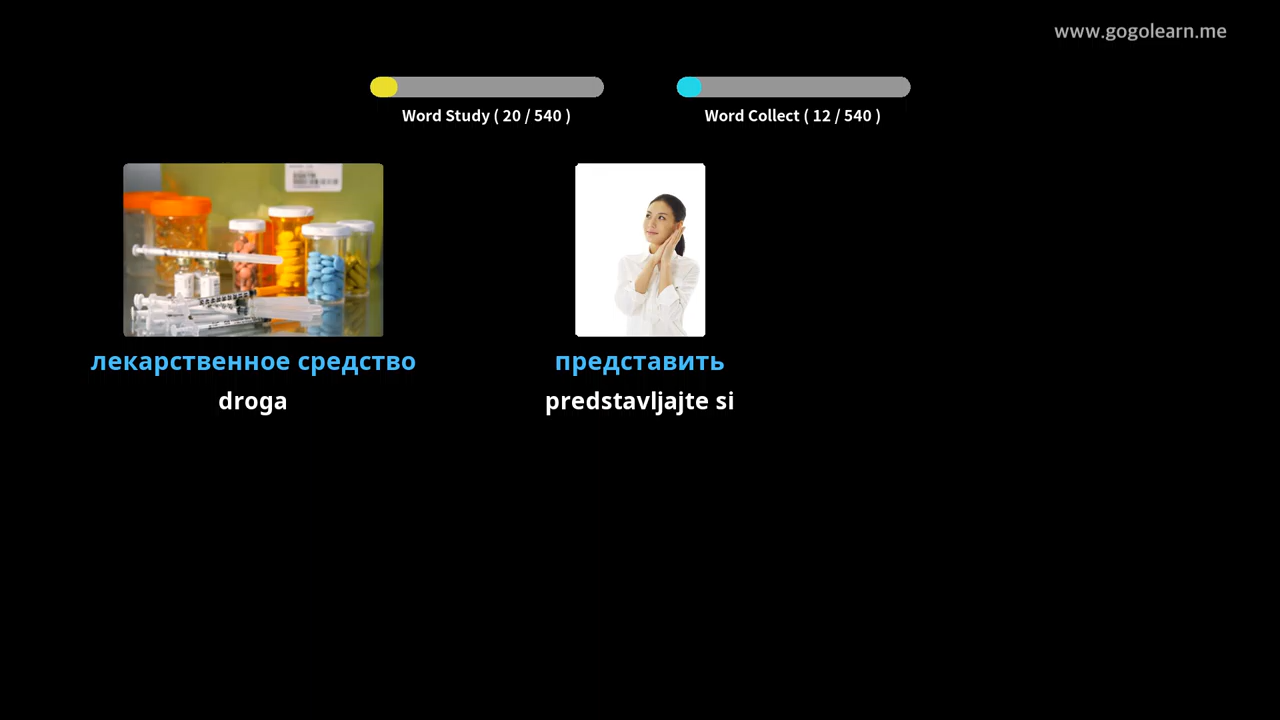 www.gogolearn.me
Word Study ( 20 / 540 )
Word Collect ( 12 / 540 )
лекарственное средство
droga
представить
predstavljajte si